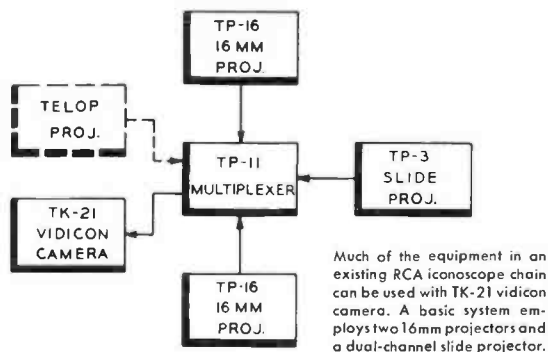 TP-16
16 MM
PROJ.
TELOP
PROJ.
TP-11
MULTIPLEXER
TP-3
SLIDE
PROJ.
TK-21
VIDICON
CAMERA
TP-16
16 MM
PROJ.
Much of the equipment in an
existing RCA iconoscope chain
can be used with TK-21 vidicon
camera. A basic system em-
ploys two 16mm projectors and
a dual-channel slide projector.